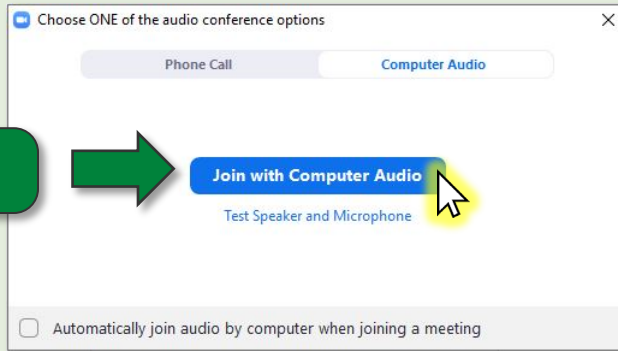 Choose ONE of the audio conference options
Phone Call
Computer Audio
Join with Computer Audio
Test Speaker and Microphone
Automatically join audio by computer when joining a meeting